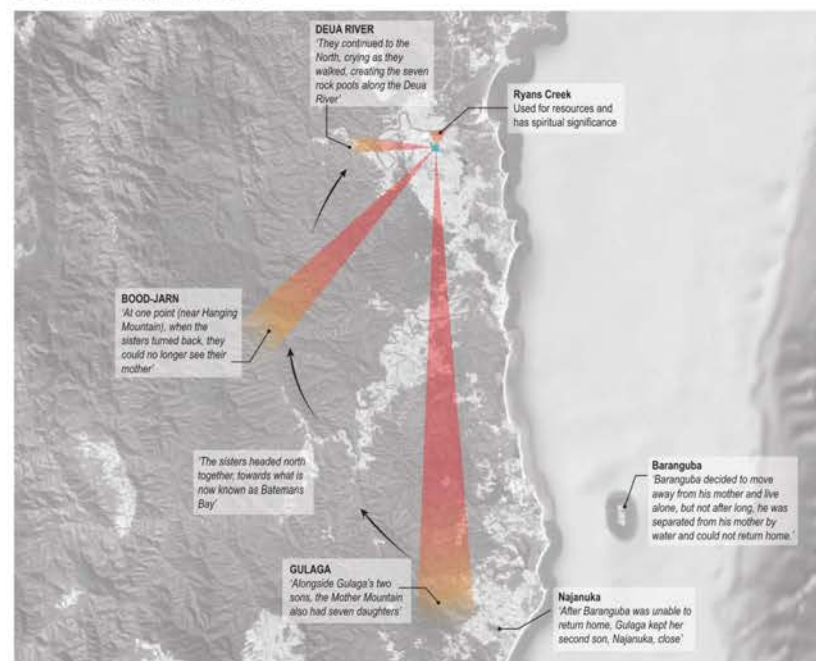 DEUA RIVER
'They continued to the
North, crying as they
walked, creating the seven
rock pools along the Deua
River'
Ryans Creek
Used for resources and
has spiritual significance
BOOD-JARN
'At one point (near Hanging
Mountain), when the
sisters turned back, they
could no longer see their
mother'
'The sisters headed north
together, towards what is
now known as Batemans
Bay'
Baranguba
'Baranguba decided to move
away from his mother and live
alone, but not after long, he was
separated from his mother by
water and could not return home.'
GULAGA
'Alongside Gulaga's two
sons, the Mother Mountain
also had seven daughters'
Najanuka
'After Baranguba was unable to
return home, Gulaga kept her
second son, Najanuka, close'